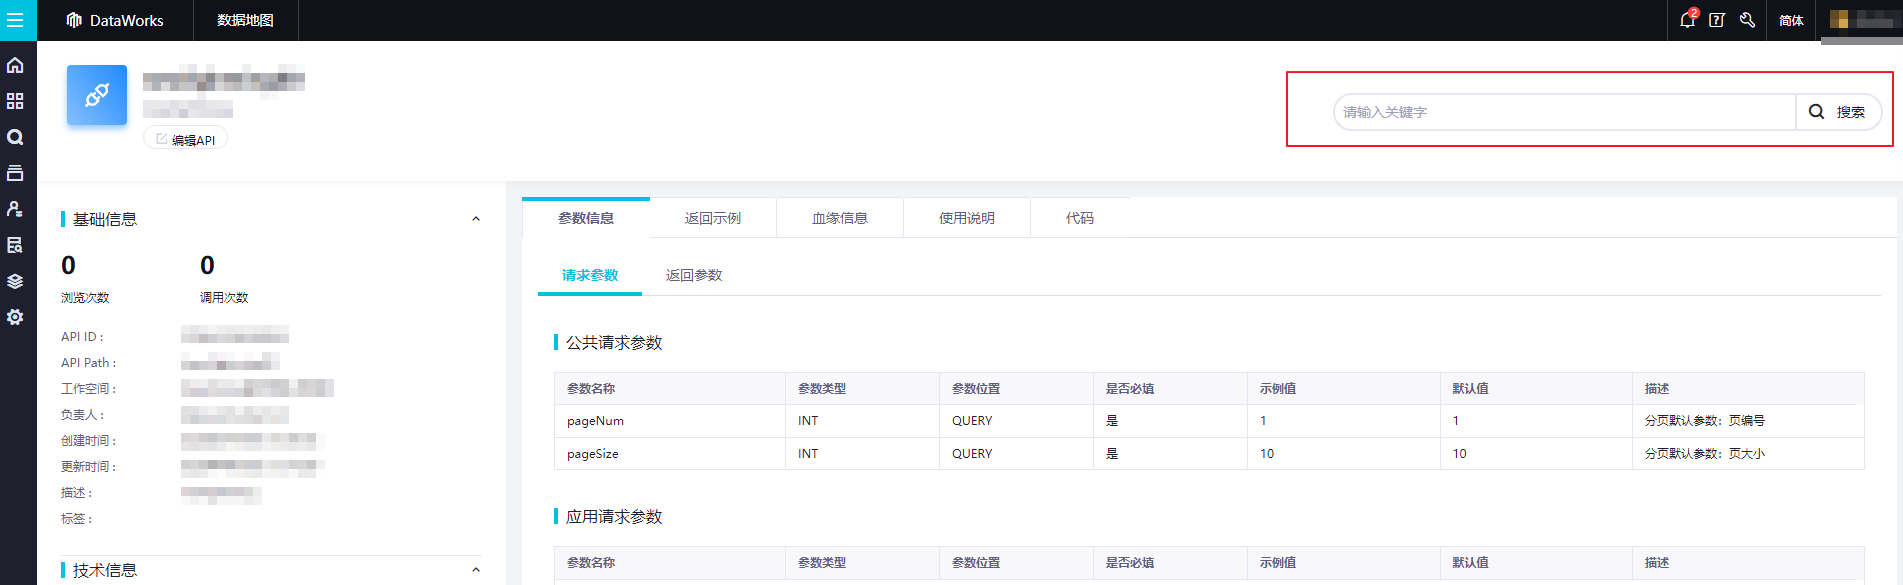 DataWorks 数据地图 2 简体
请输入关键字 搜索
编辑API
基础信息
0 0
浏览次数 调用次数
API ID :
API Path :
工作空间 :
负责人 :
创建时间 :
更新时间 :
描述 :
标签 :
技术信息
参数信息 返回示例 血缘信息 使用说明 代码
请求参数 返回参数
公共请求参数
参数名称 参数类型 参数位置 是否必填 示例值 默认值 描述
pageNum INT QUERY 是 1 1 分页默认参数：页编号
pageSize INT QUERY 是 10 10 分页默认参数：页大小
应用请求参数
参数名称 参数类型 参数位置 是否必填 示例值 默认值 描述